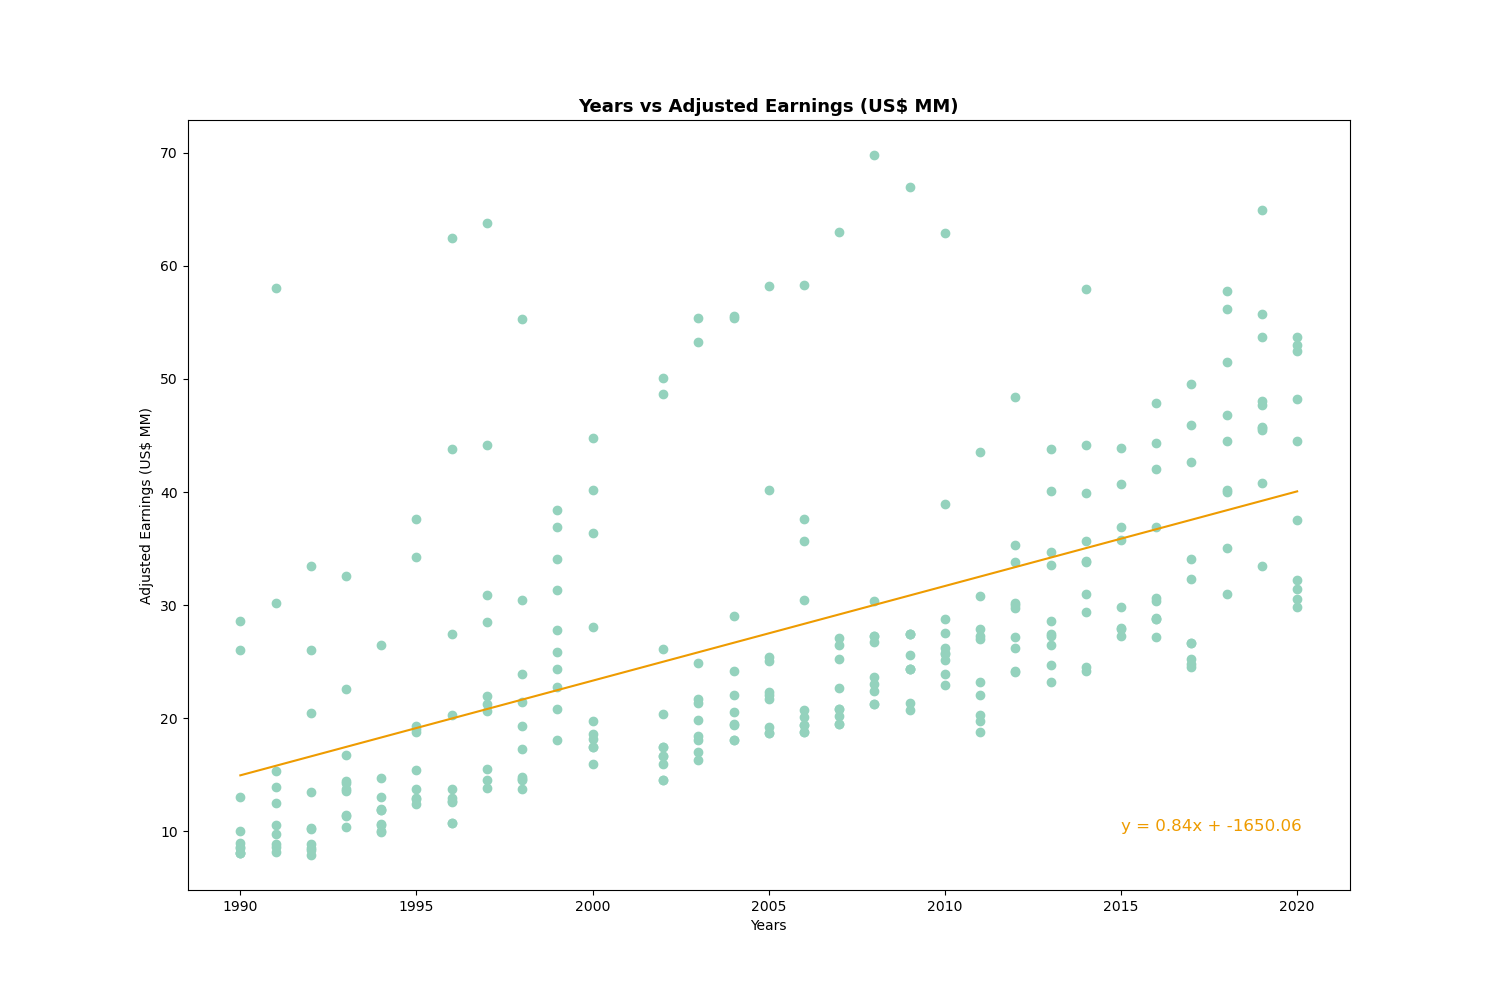 Years vs Adjusted Earnings (US$ MM)
70
60
50
40
30
20
10
Adjusted Earnings (US$ MM)
y = 0.84x + -1650.06
1990 1995 2000 2005 2010 2015 2020
Years